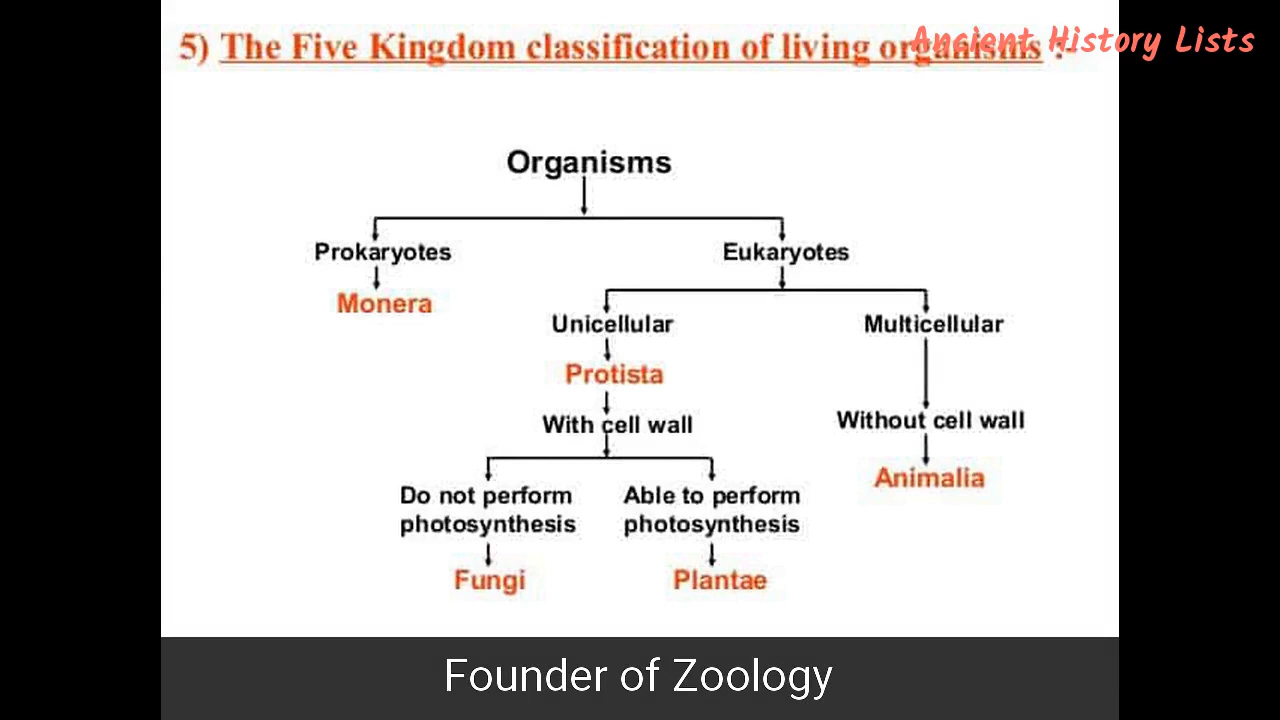 5) The Five Kingdom classification of living organisms :-
Ancient History Lists
Organisms
Prokaryotes
Eukaryotes
Monera
Unicellular
Multicellular
Protista
With cell wall
Without cell wall
Animalia
Do not perform
photosynthesis
Able to perform
photosynthesis
Fungi
Plantae
Founder of Zoology